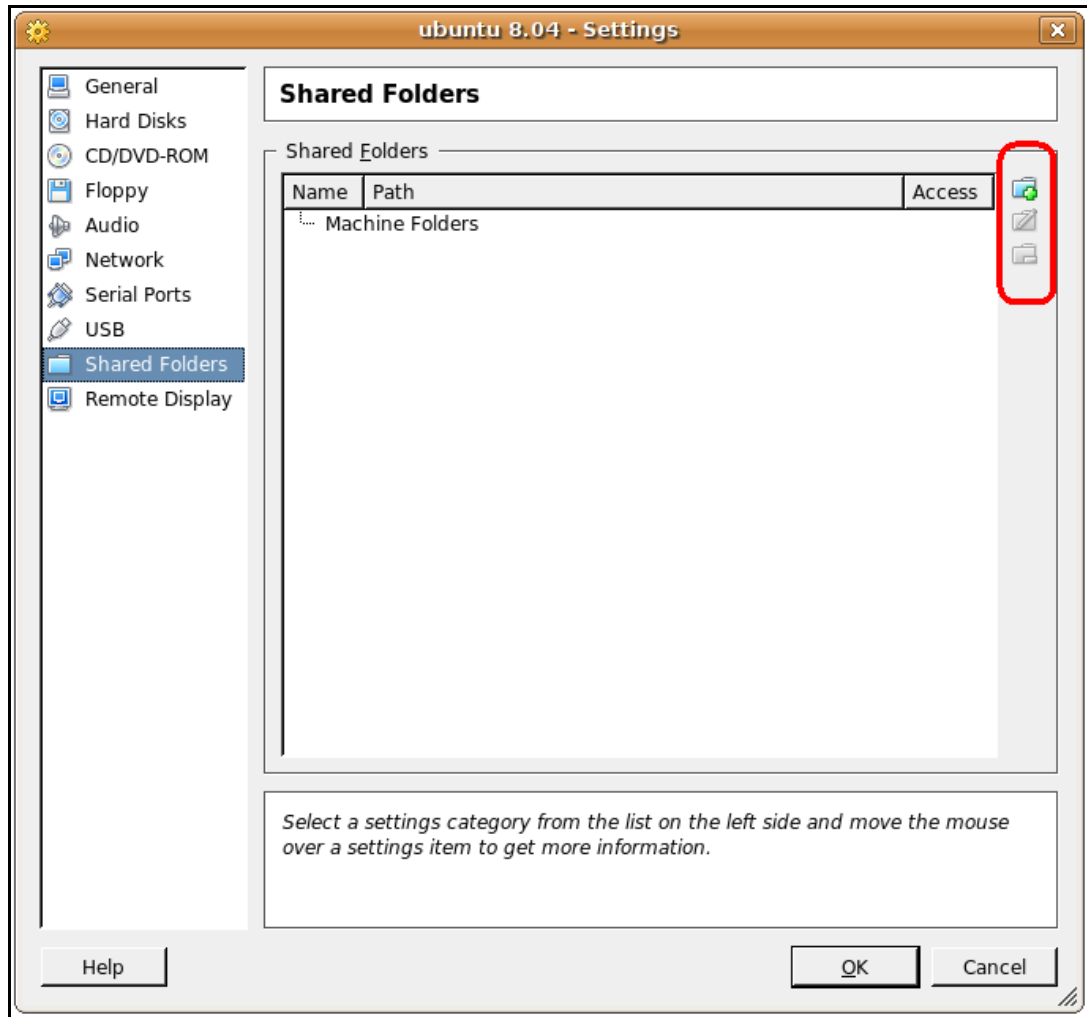 ubuntu 8.04 - Settings
General
Hard Disks
CD/DVD-ROM
Floppy
Audio
Network
Serial Ports
USB
Shared Folders
Remote Display
Shared Folders
Shared Folders
Name Path Access
Machine Folders
Select a settings category from the list on the left side and move the mouse
over a settings item to get more information.
Help OK Cancel